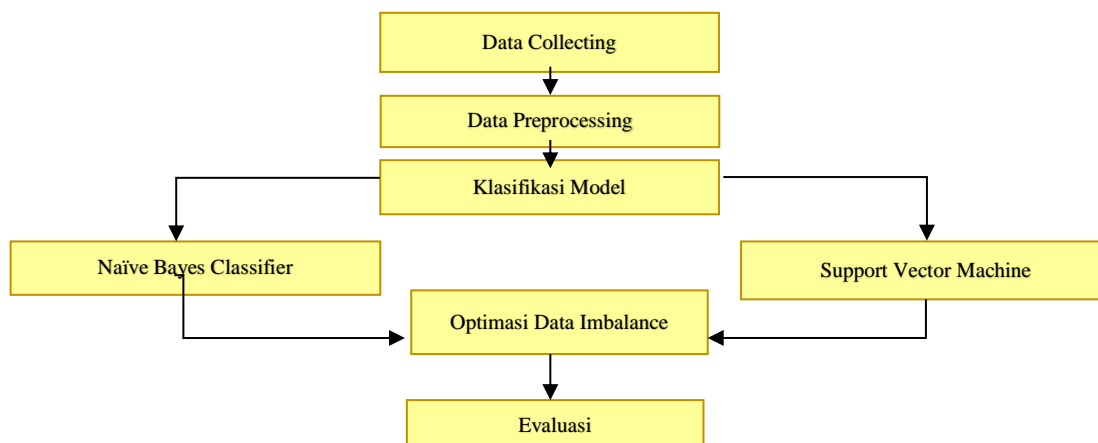 Data Collecting
Data Preprocessing
Klasifikasi Model
Naïve Bayes Classifier
Support Vector Machine
Optimasi Data Imbalance
Evaluasi